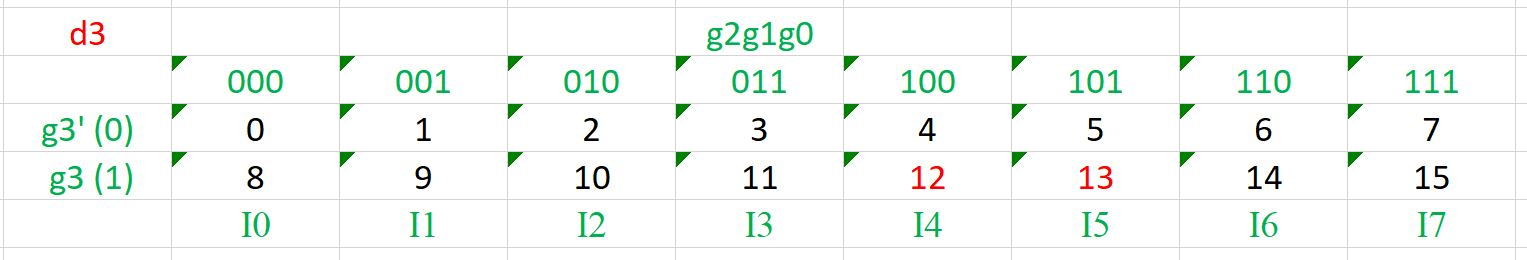 d3 g2g1g0
000 001 010 011 100 101 110 111
g3' (0) 0 1 2 3 4 5 6 7
g3 (1) 8 9 10 11 12 13 14 15
I0 I1 I2 I3 I4 I5 I6 I7